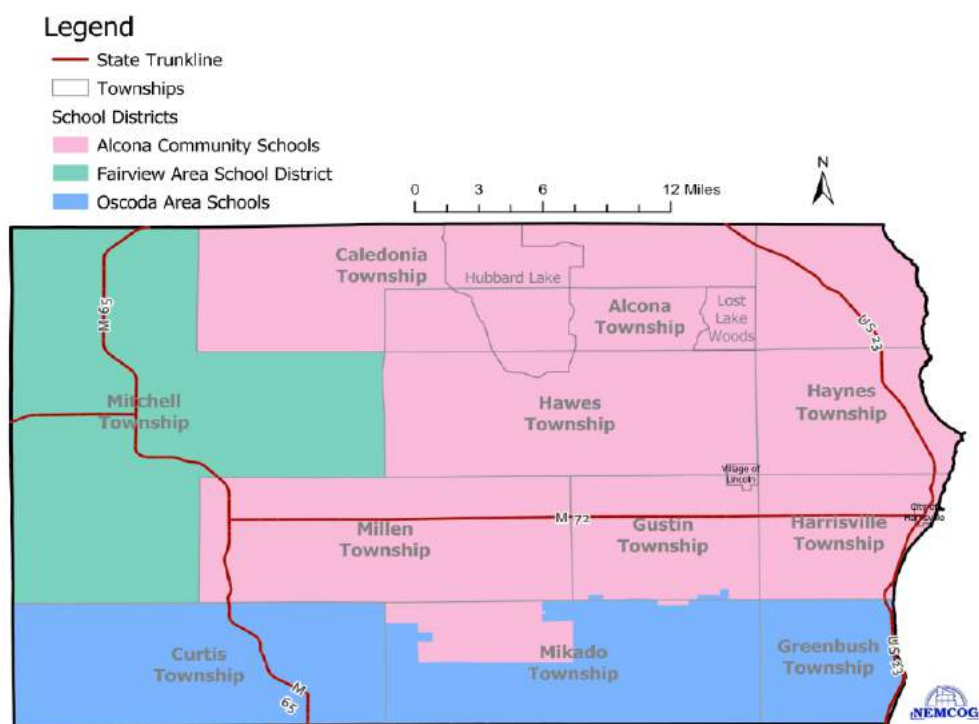 Legend
State Trunkline
Townships
School Districts
Alcona Community Schools
Fairview Area School District
Oscoda Area Schools
0 3 6 12 Miles
N
Caledonia
Township
Hubbard Lake
Alcona
Township
Lost
Lake
Woods
M 65
US-23
Mitchell
Township
Hawes
Township
Haynes
Township
Village of
Lincoln
M 72
City of
Harrisville
Millen
Township
Gustin
Township
Harrisville
Township
Curtis
Township
M
65
Mikado
Township
Greenbush
Township
US-23
NEMCOG